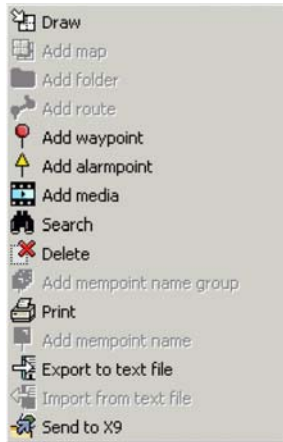 Draw
Add map
Add folder
Add route
Add waypoint
Add alarmpoint
Add media
Search
Delete
Add mempoint name group
Print
Add mempoint name
Export to text file
Import from text file
Send to X9